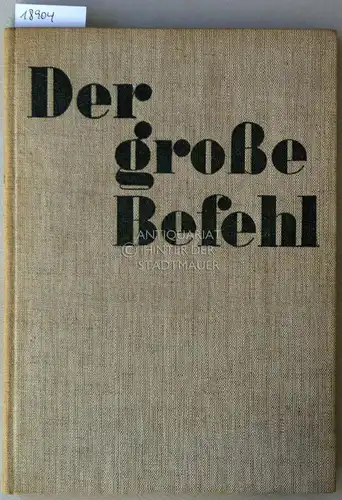 18904
Der
große
Befehl
ANTIQUARIAT
© HINTER DER
STADTMAUER